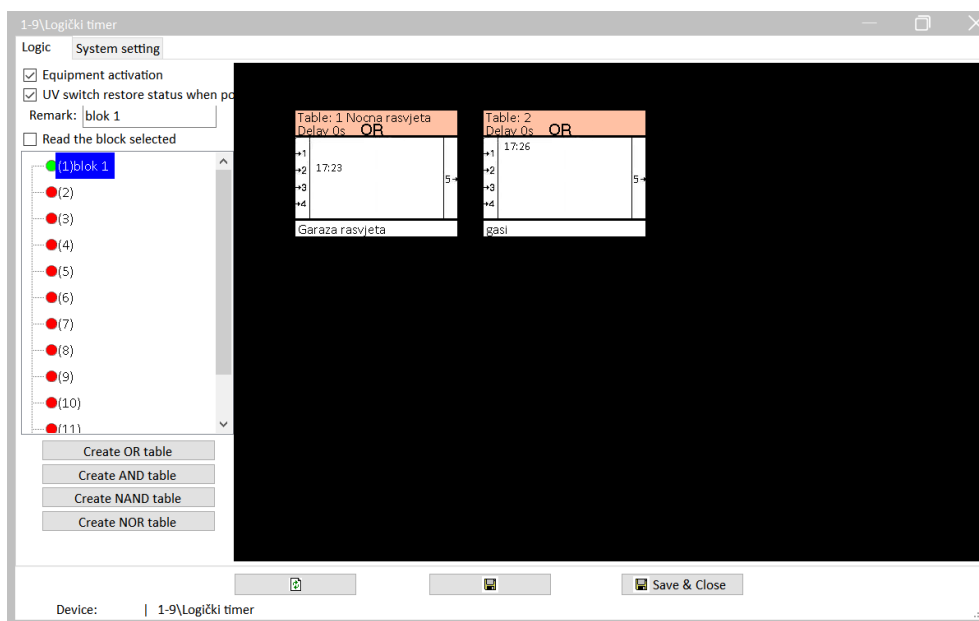 1-9\Logički timer
Logic System setting
Equipment activation
UV switch restore status when po
Remark: blok 1
Read the block selected
(1)blok 1
(2)
(3)
(4)
(5)
(6)
(7)
(8)
(9)
(10)
(11)
Create OR table
Create AND table
Create NAND table
Create NOR table
Table: 1 Nocna rasvjeta
Delay 0s OR
1
2 17:23
3
4
5
Garaza rasvjeta
Table: 2
Delay 0s OR
1 17:26
2
3
4
5
gasi
Save & Close
Device: | 1-9\Logički timer